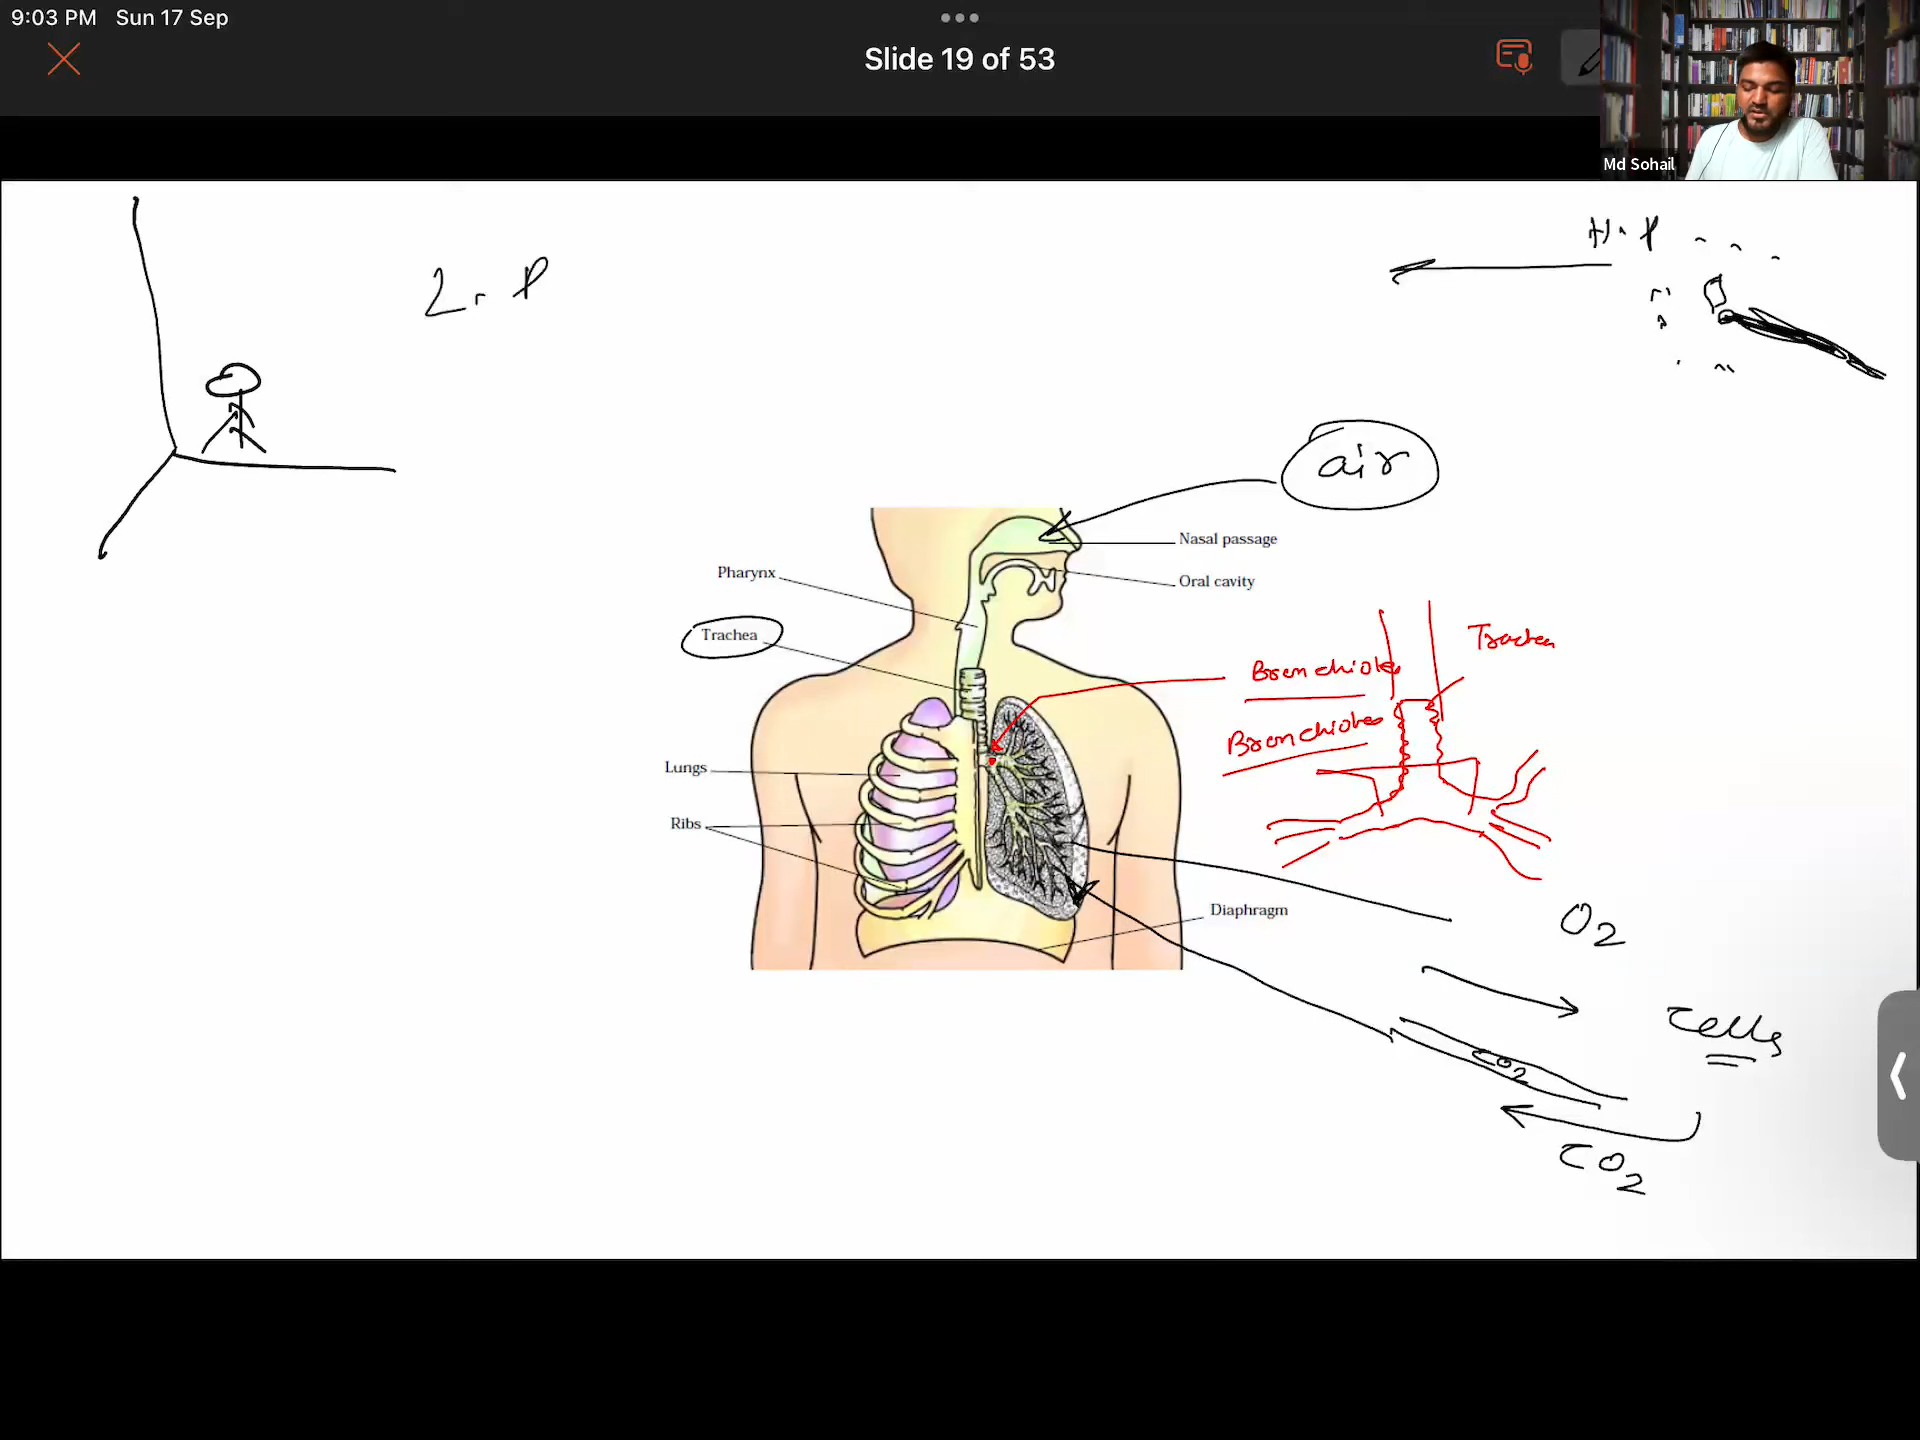 9:03 PM Sun 17 Sep
Slide 19 of 53
Md Sohail
H.P
L.P
air
Nasal passage
Pharynx
Oral cavity
Trachea
Trachea
Bronchioles
Bronchioles
Lungs
Ribs
Diaphragm
O2
Cells
CO2
CO2